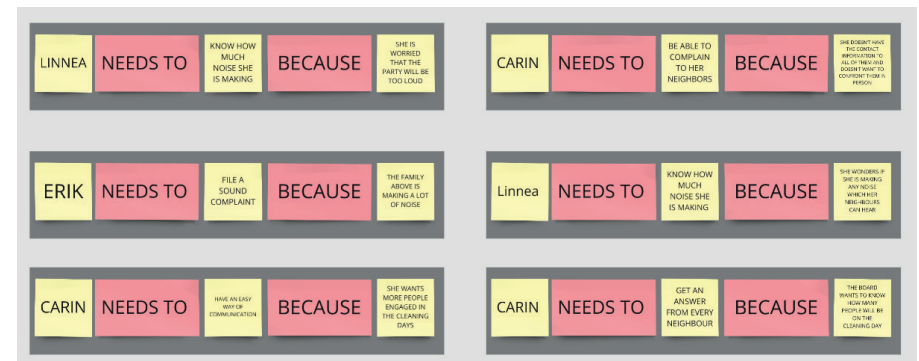 LINNEA
NEEDS TO
KNOW HOW
MUCH
NOISE SHE
IS MAKING
BECAUSE
SHE IS
WORRIED
THAT THE
PARTY WILL BE
TOO LOUD
CARIN
NEEDS TO
BE ABLE TO
COMPLAIN
TO HER
NEIGHBORS
BECAUSE
SHE DOESN'T HAVE
THE CONTACT
INFORMATION TO
ALL OF THEM AND
DOESN'T WANT TO
CONFRONT THEM IN
PERSON
ERIK
NEEDS TO
FILE A
SOUND
COMPLAINT
BECAUSE
THE FAMILY
ABOVE IS
MAKING A LOT
OF NOISE
Linnea
NEEDS TO
KNOW HOW
MUCH
NOISE SHE
IS MAKING
BECAUSE
SHE WONDERS IF
SHE IS MAKING
ANY NOISE
WHICH HER
NEIGHBOURS
CAN HEAR
CARIN
NEEDS TO
HAVE AN EASY
WAY OF
COMMUNICATION
BECAUSE
SHE WANTS
MORE PEOPLE
ENGAGED IN
THE CLEANING
DAYS
CARIN
NEEDS TO
GET AN
ANSWER
FROM EVERY
NEIGHBOUR
BECAUSE
THE BOARD
WANTS TO KNOW
HOW MANY
PEOPLE WILL BE
ON THE
CLEANING DAY